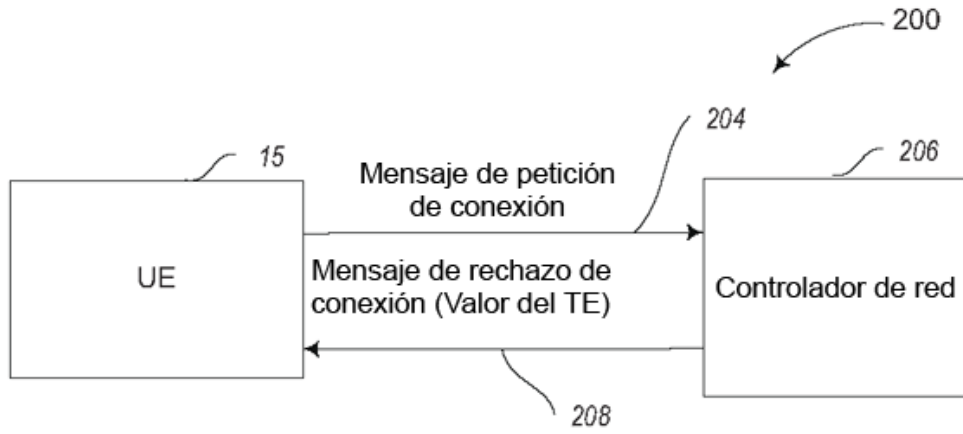 200
204
15
206
Mensaje de petición
de conexión
UE
Mensaje de rechazo de
conexión (Valor del TE)
Controlador de red
208